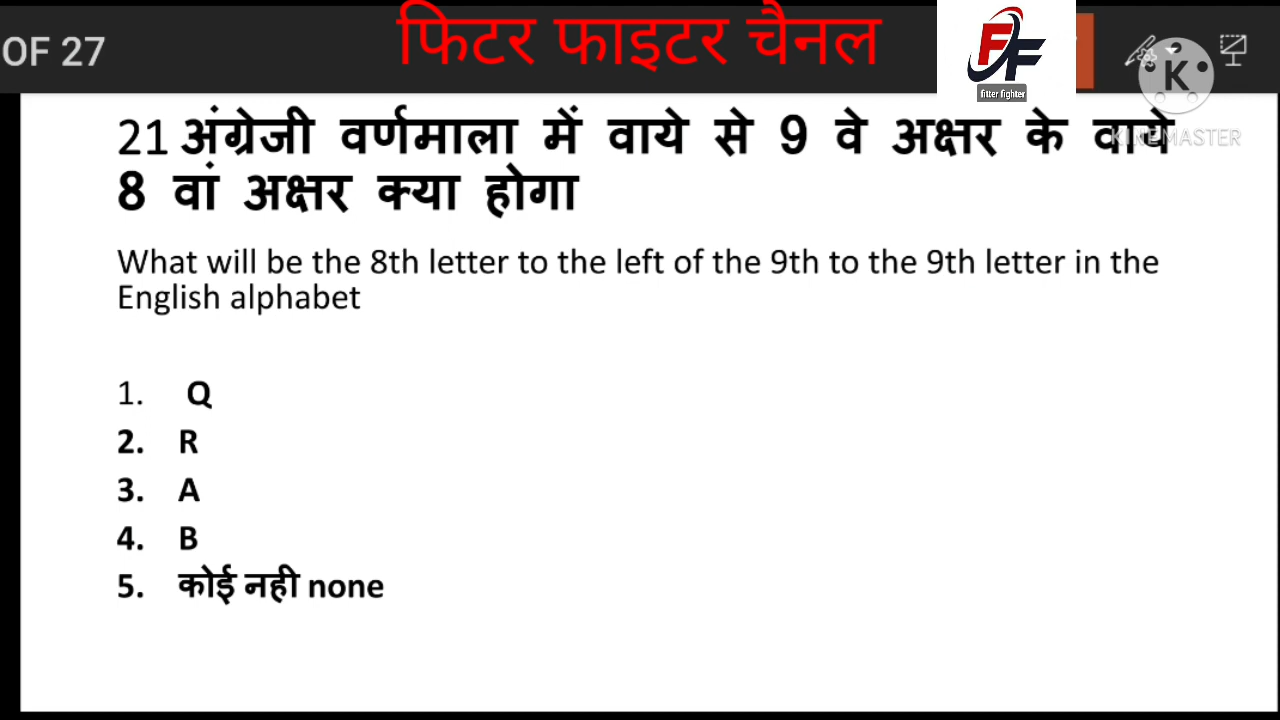 OF 27
फिटर फाइटर चैनल
FF
fitter fighter
K
KINEMASTER
21 अंग्रेजी वर्णमाला में वाये से 9 वे अक्षर के वाये
8 वां अक्षर क्या होगा
What will be the 8th letter to the left of the 9th to the 9th letter in the
English alphabet
1. Q
2. R
3. A
4. B
5. कोई नही none